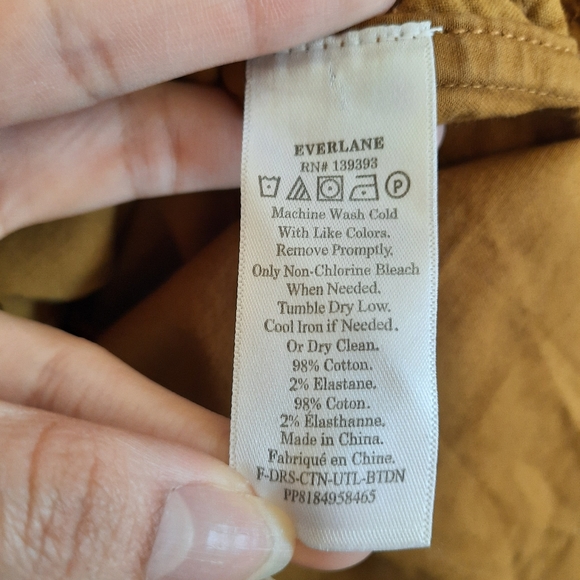 EVERLANE
RN# 139393
P
Machine Wash Cold
With Like Colors.
Remove Promptly.
Only Non-Chlorine Bleach
When Needed.
Tumble Dry Low.
Cool Iron if Needed.
Or Dry Clean.
98% Cotton.
2% Elastane.
98% Coton.
2% Élasthanne.
Made in China.
Fabriqué en Chine.
F-DRS-CTN-UTL-BTDN
PP8184958465